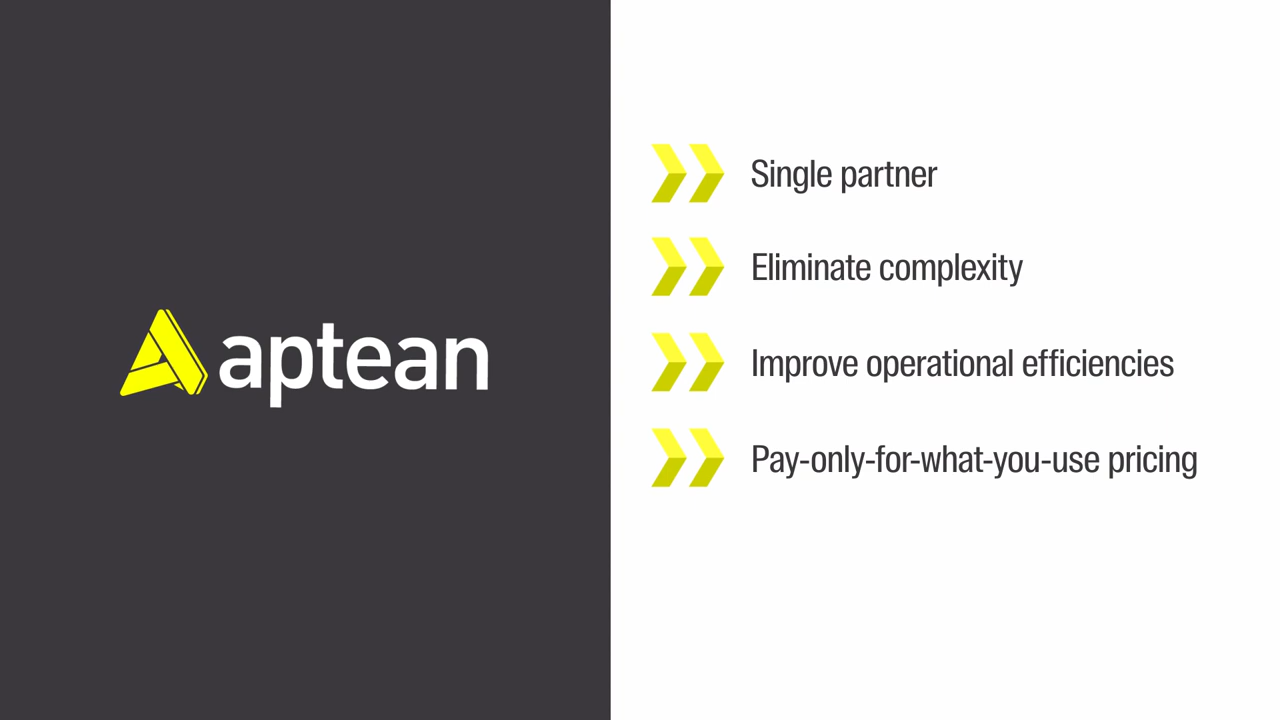 aptean
Single partner
Eliminate complexity
Improve operational efficiencies
Pay-only-for-what-you-use pricing